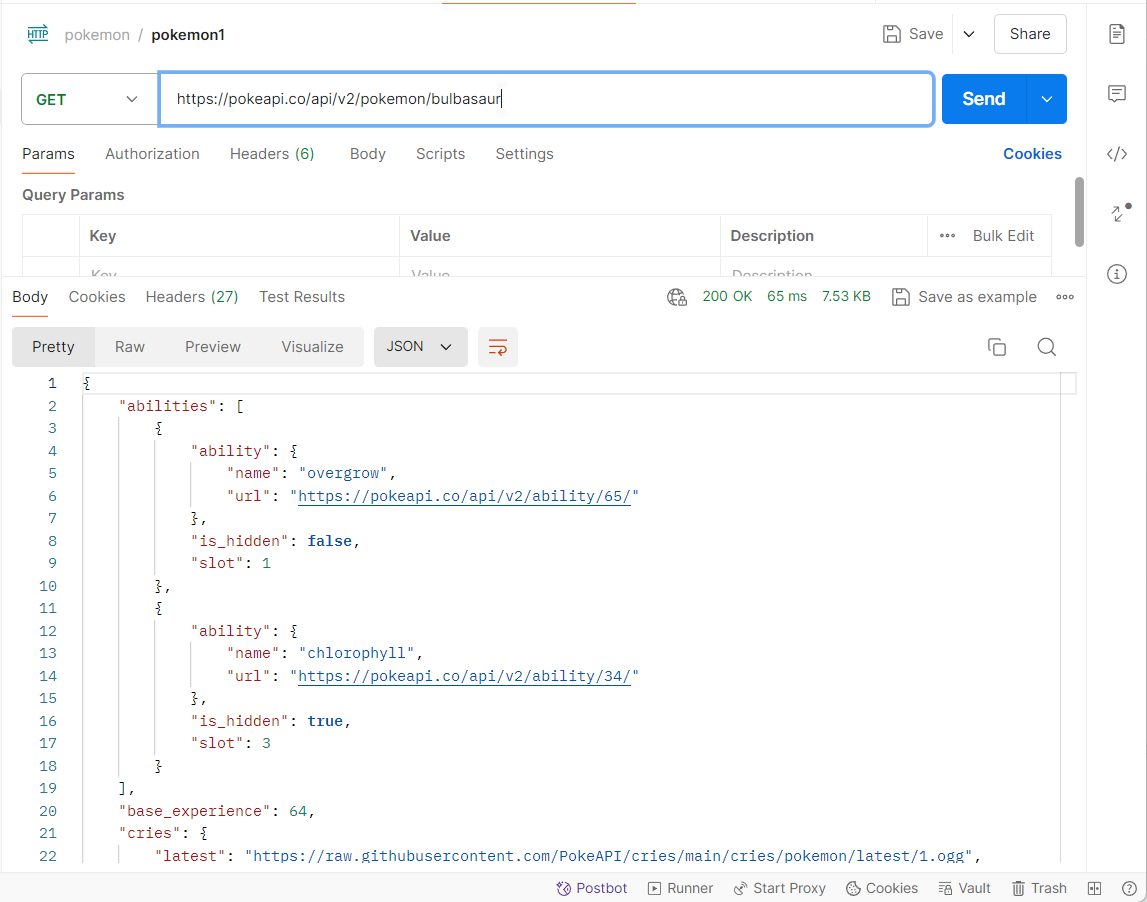 HTTP pokemon / pokemon1 Save Share
GET https://pokeapi.co/api/v2/pokemon/bulbasaur Send
Params Authorization Headers (6) Body Scripts Settings Cookies
Query Params
Key Value Description ••• Bulk Edit
Key Value Description
Body Cookies Headers (27) Test Results 200 OK 65 ms 7.53 KB Save as example
Pretty Raw Preview Visualize JSON
1 {
2 "abilities": [
3 {
4 "ability": {
5 "name": "overgrow",
6 "url": "https://pokeapi.co/api/v2/ability/65/"
7 },
8 "is_hidden": false,
9 "slot": 1
10 },
11 {
12 "ability": {
13 "name": "chlorophyll",
14 "url": "https://pokeapi.co/api/v2/ability/34/"
15 },
16 "is_hidden": true,
17 "slot": 3
18 }
19 ],
20 "base_experience": 64,
21 "cries": {
22 "latest": "https://raw.githubusercontent.com/PokeAPI/cries/main/cries/pokemon/latest/1.ogg",
Postbot Runner Start Proxy Cookies Vault Trash